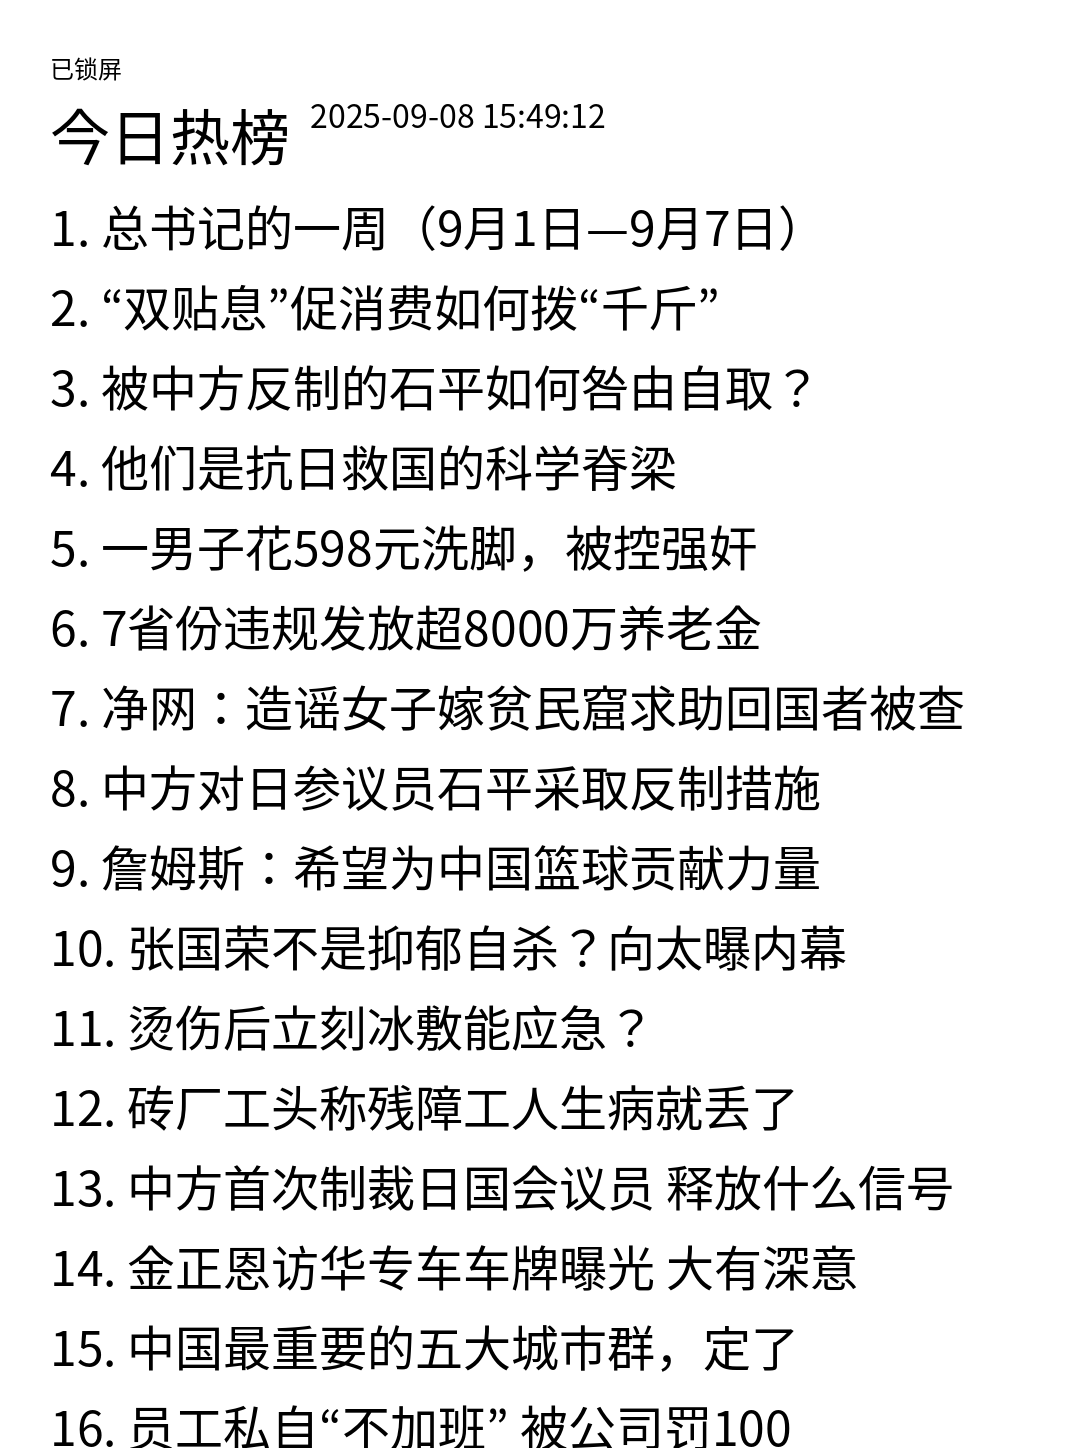 已锁屏
今日热榜 2025-09-08 15:49:12
1. 总书记的一周（9月1日—9月7日）
2. “双贴息”促消费如何拨“千斤”
3. 被中方反制的石平如何咎由自取？
4. 他们是抗日救国的科学脊梁
5. 一男子花598元洗脚，被控强奸
6. 7省份违规发放超8000万养老金
7. 净网：造谣女子嫁贫民窟求助回国者被查
8. 中方对日参议员石平采取反制措施
9. 詹姆斯：希望为中国篮球贡献力量
10. 张国荣不是抑郁自杀？向太曝内幕
11. 烫伤后立刻冰敷能应急？
12. 砖厂工头称残障工人生病就丢了
13. 中方首次制裁日国会议员 释放什么信号
14. 金正恩访华专车车牌曝光 大有深意
15. 中国最重要的五大城市群，定了
16. 员工私自“不加班” 被公司罚100